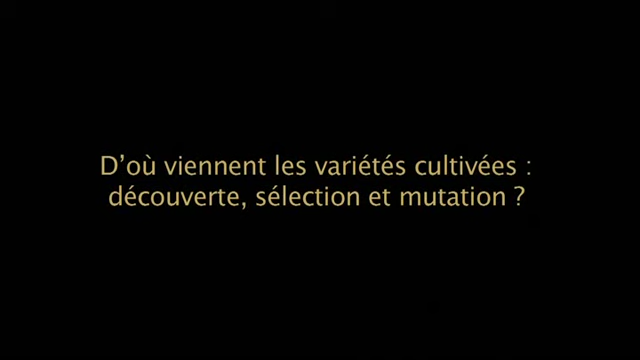 D’où viennent les variétés cultivées :
découverte, sélection et mutation ?